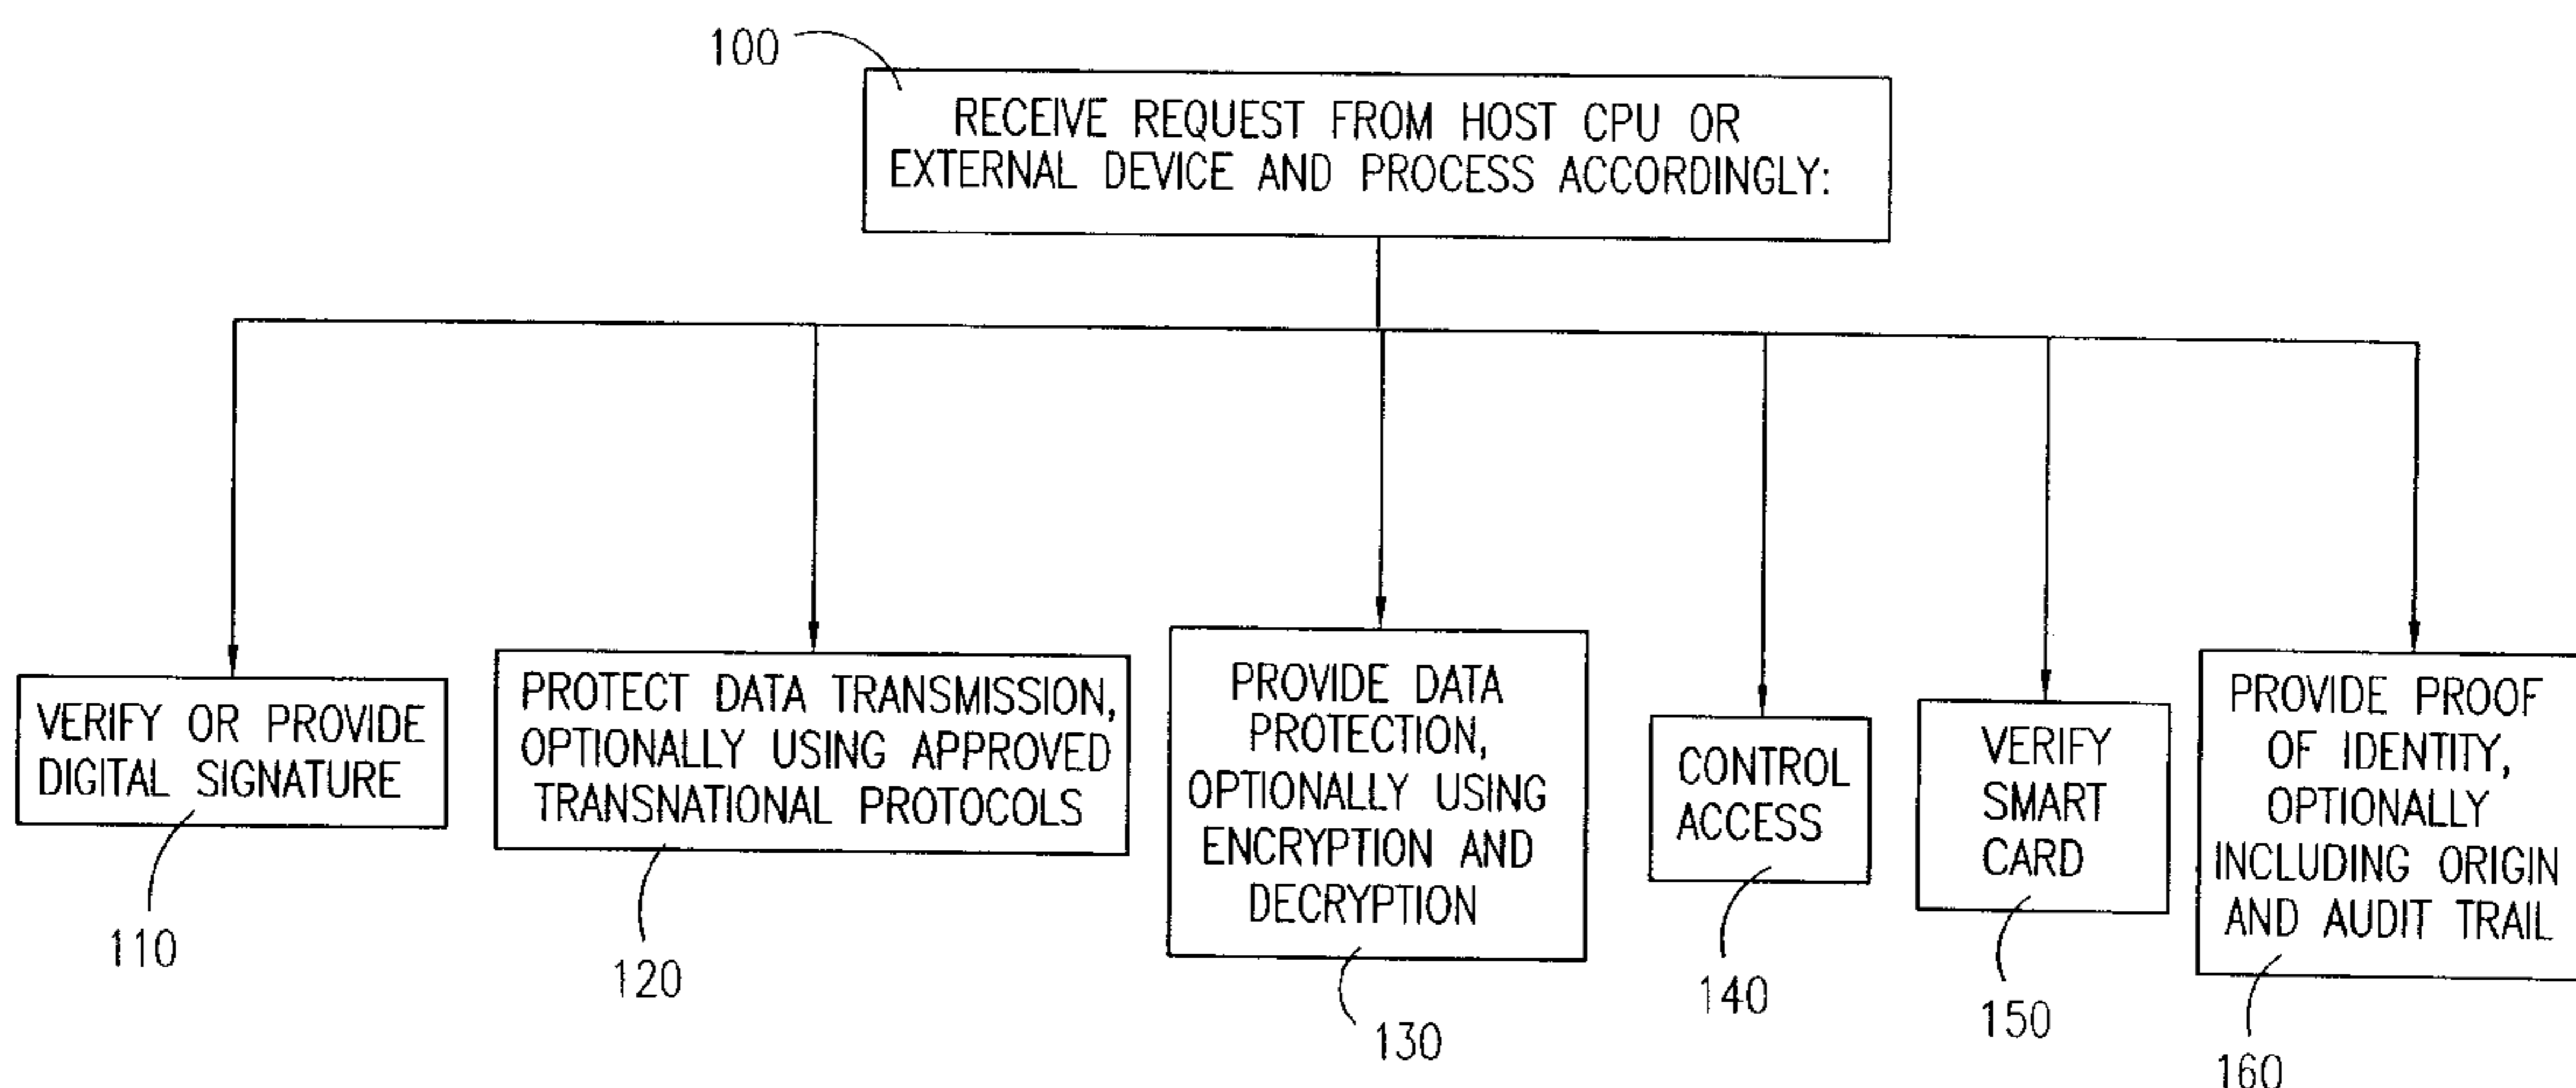 100
RECEIVE REQUEST FROM HOST CPU OR
EXTERNAL DEVICE AND PROCESS ACCORDINGLY:
VERIFY OR PROVIDE
DIGITAL SIGNATURE
110
PROTECT DATA TRANSMISSION,
OPTIONALLY USING APPROVED
TRANSNATIONAL PROTOCOLS
120
PROVIDE DATA
PROTECTION,
OPTIONALLY USING
ENCRYPTION AND
DECRYPTION
130
CONTROL
ACCESS
140
VERIFY
SMART
CARD
150
PROVIDE PROOF
OF IDENTITY,
OPTIONALLY
INCLUDING ORIGIN
AND AUDIT TRAIL
160